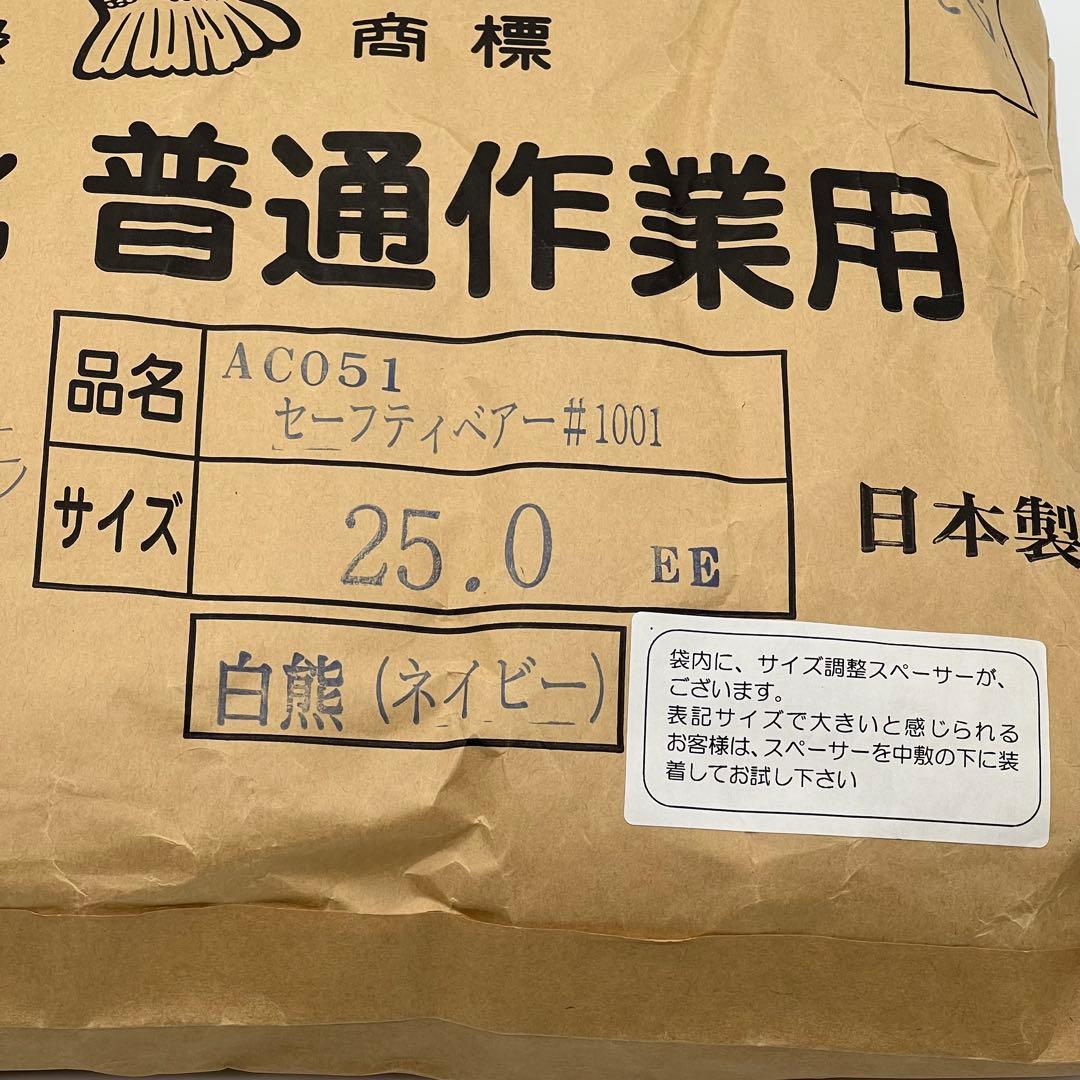 商標
普通作業用
品名
AC051
セーフティベアー#1001
サイズ
25.0 EE
日本製
白熊(ネイビー)
袋内に、サイズ調整スペーサーが、
ございます。
表記サイズで大きいと感じられる
お客様は、スペーサーを中敷の下に装
着してお試し下さい